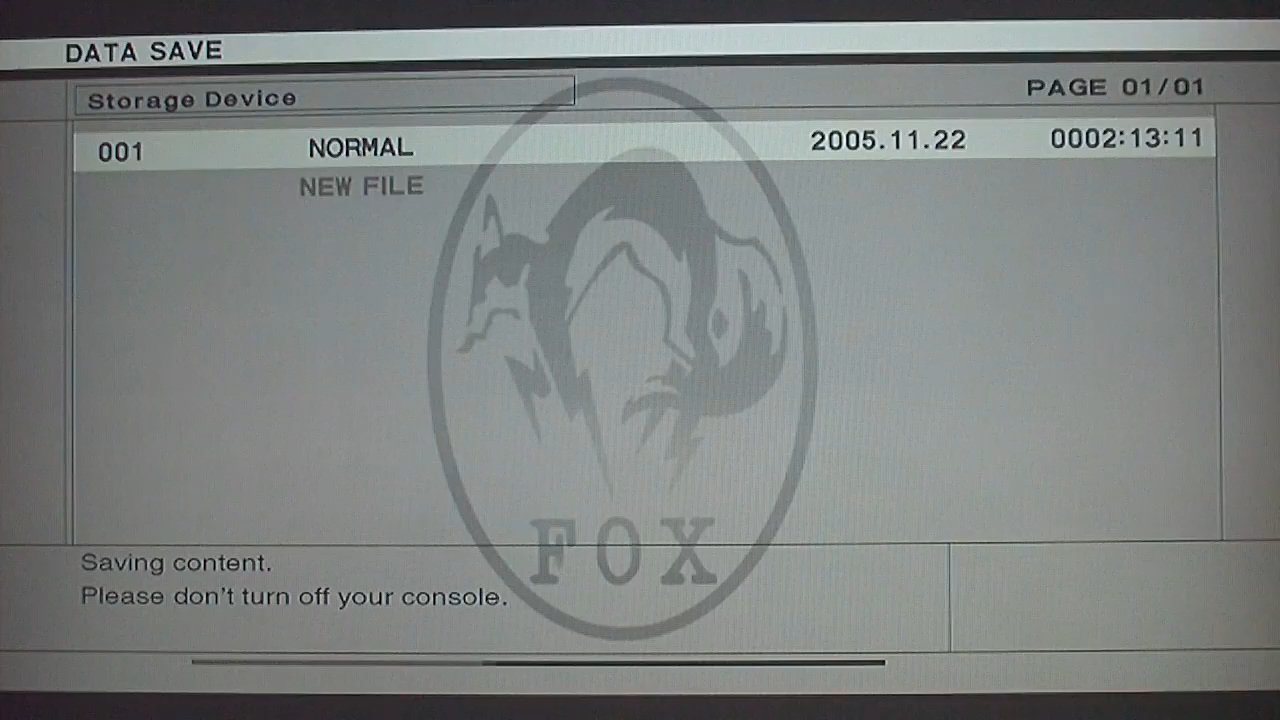 DATA SAVE
Storage Device PAGE 01/01
001 NORMAL 2005.11.22 0002:13:11
NEW FILE
FOX
Saving content.
Please don't turn off your console.